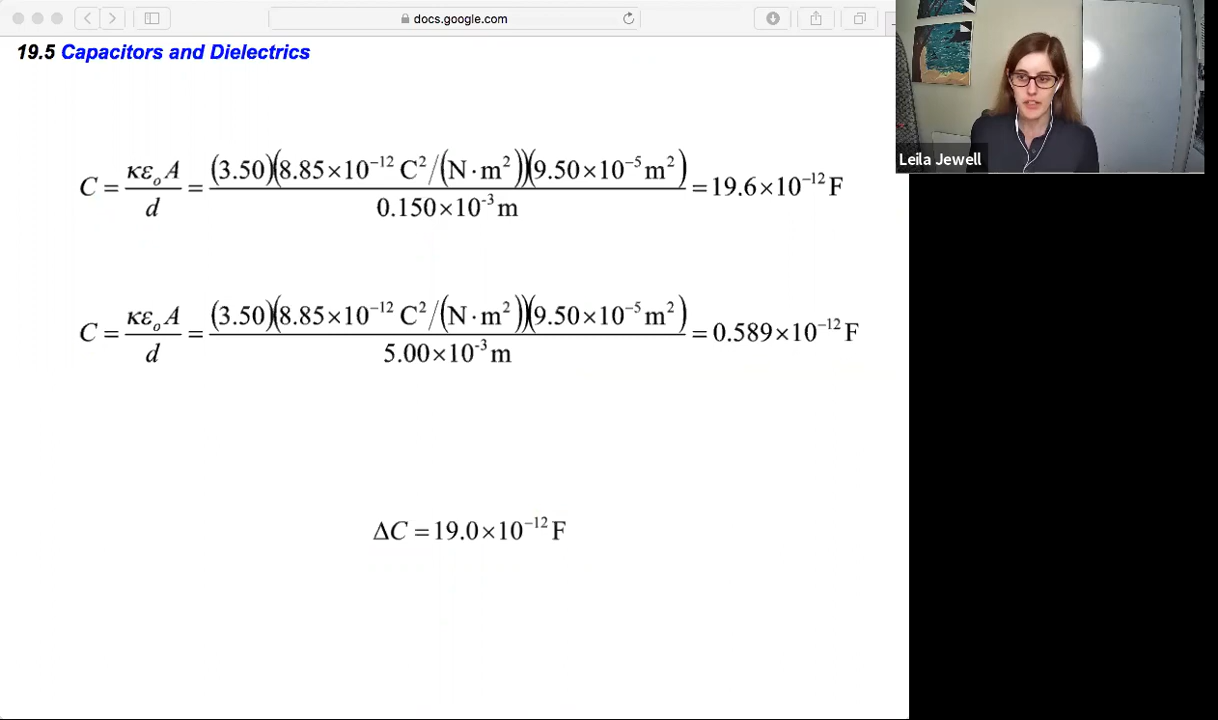 docs.google.com
19.5 Capacitors and Dielectrics
C = κε₀A / d = (3.50)(8.85×10⁻¹² C²/(N·m²))(9.50×10⁻⁵ m²) / 0.150×10⁻³ m = 19.6×10⁻¹² F
C = κε₀A / d = (3.50)(8.85×10⁻¹² C²/(N·m²))(9.50×10⁻⁵ m²) / 5.00×10⁻³ m = 0.589×10⁻¹² F
ΔC = 19.0×10⁻¹² F
Leila Jewell